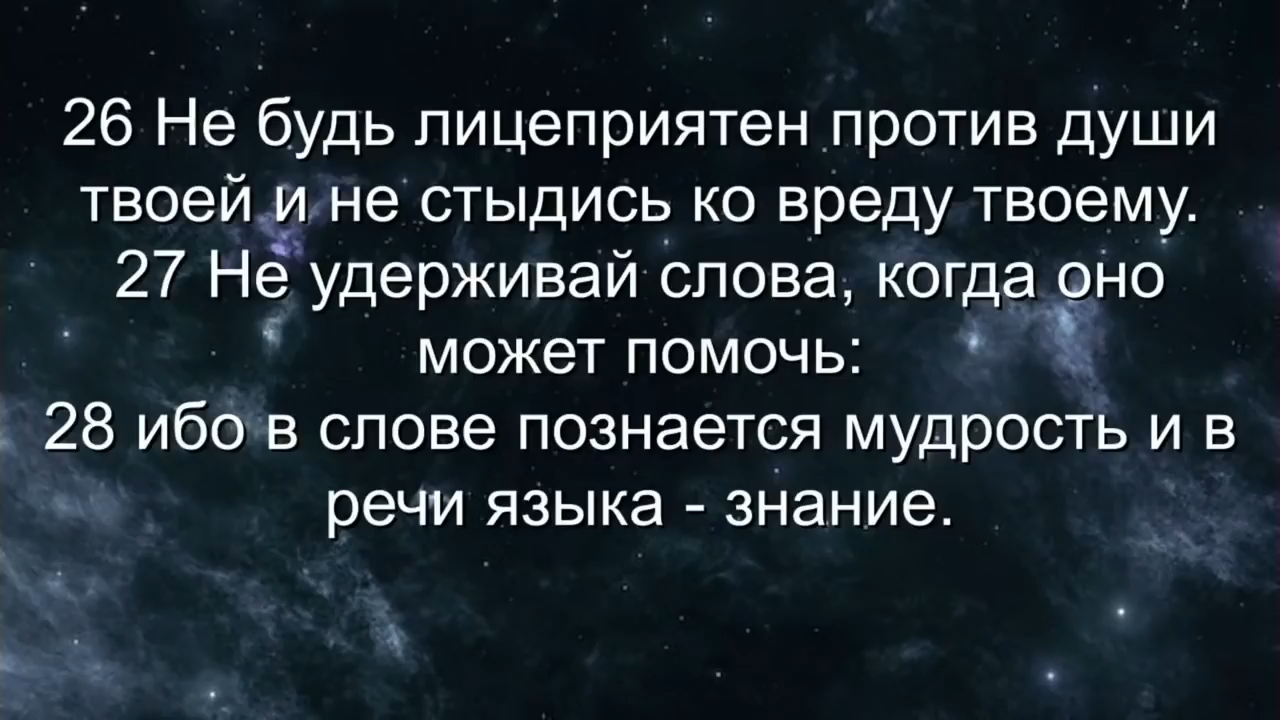 26 Не будь лицеприятен против души
твоей и не стыдись ко вреду твоему.
27 Не удерживай слова, когда оно
может помочь:
28 ибо в слове познается мудрость и в
речи языка - знание.